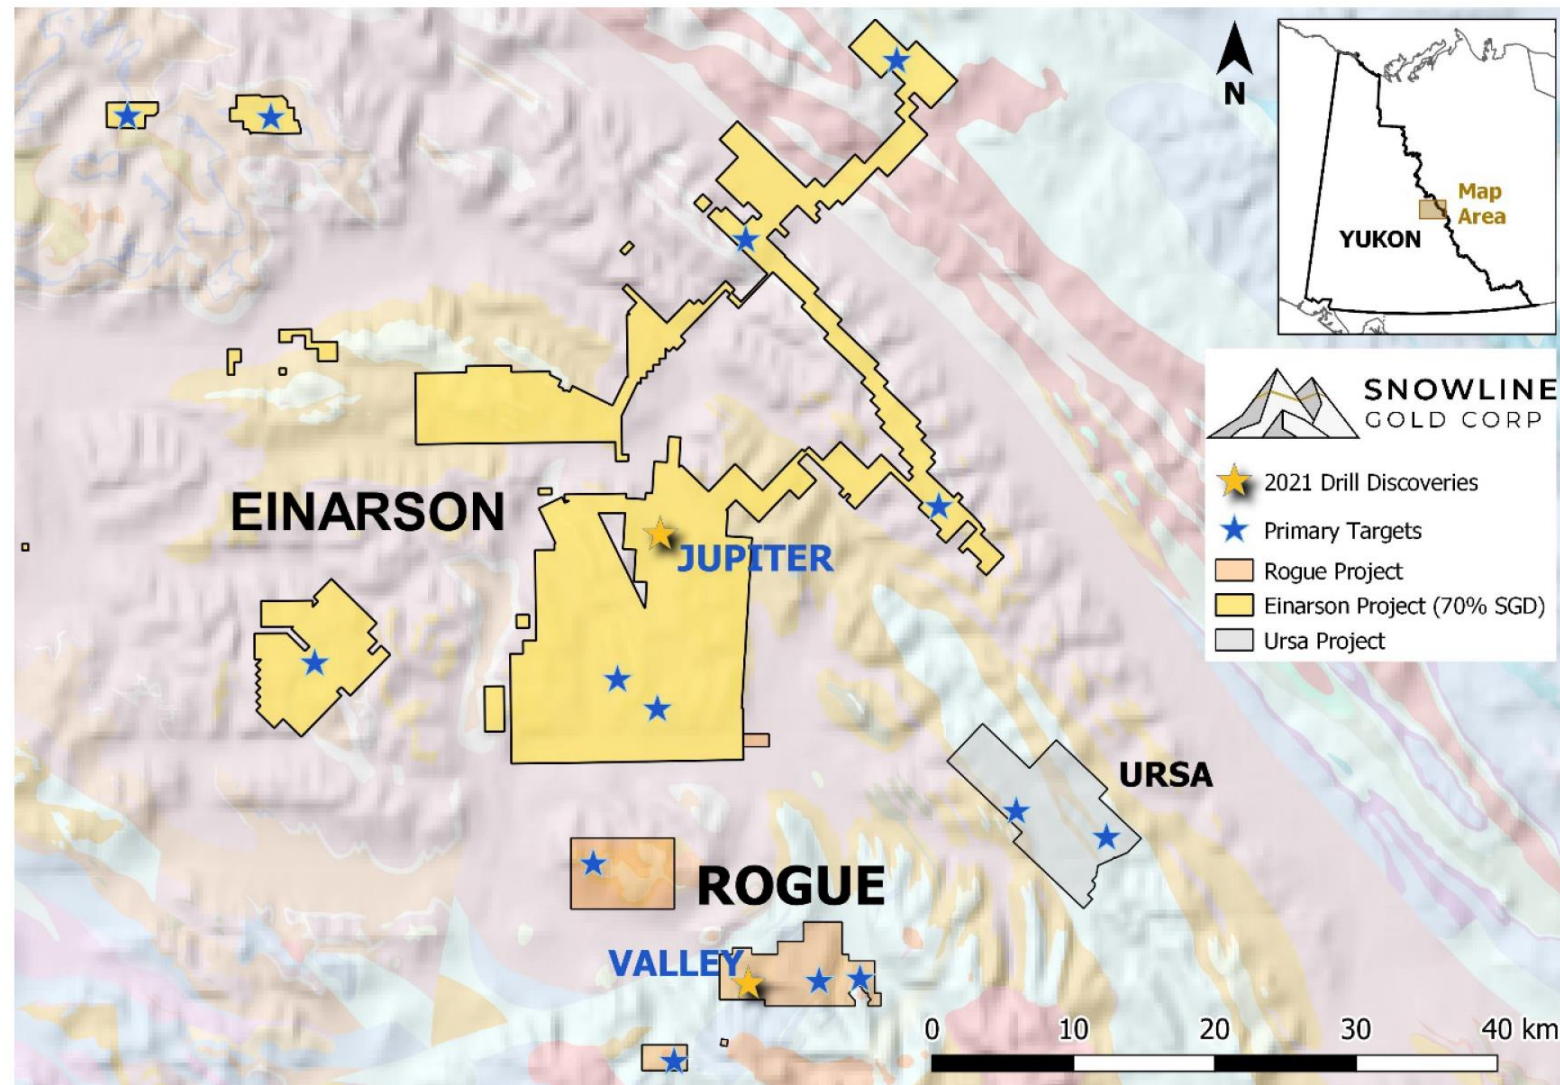 N
Map
Area
YUKON
SNOWLINE
GOLD CORP
2021 Drill Discoveries
Primary Targets
Rogue Project
Einarson Project (70% SGD)
Ursa Project
EINARSON
JUPITER
URSA
ROGUE
VALLEY
0 10 20 30 40 km